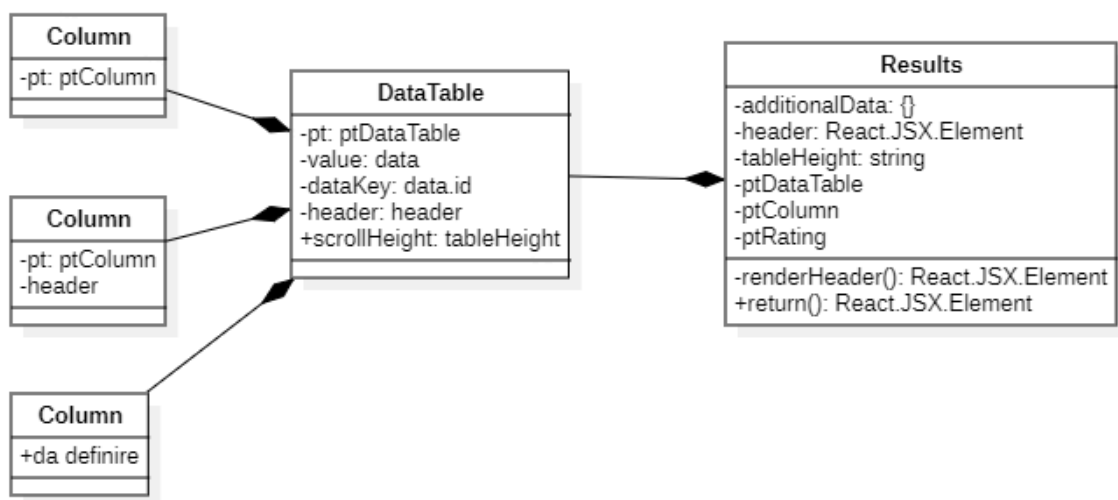 Column
-pt: ptColumn
Column
-pt: ptColumn
-header
Column
+da definire
DataTable
-pt: ptDataTable
-value: data
-dataKey: data.id
-header: header
+scrollHeight: tableHeight
Results
-additionalData: {}
-header: React.JSX.Element
-tableHeight: string
-ptDataTable
-ptColumn
-ptRating
-renderHeader(): React.JSX.Element
+return(): React.JSX.Element